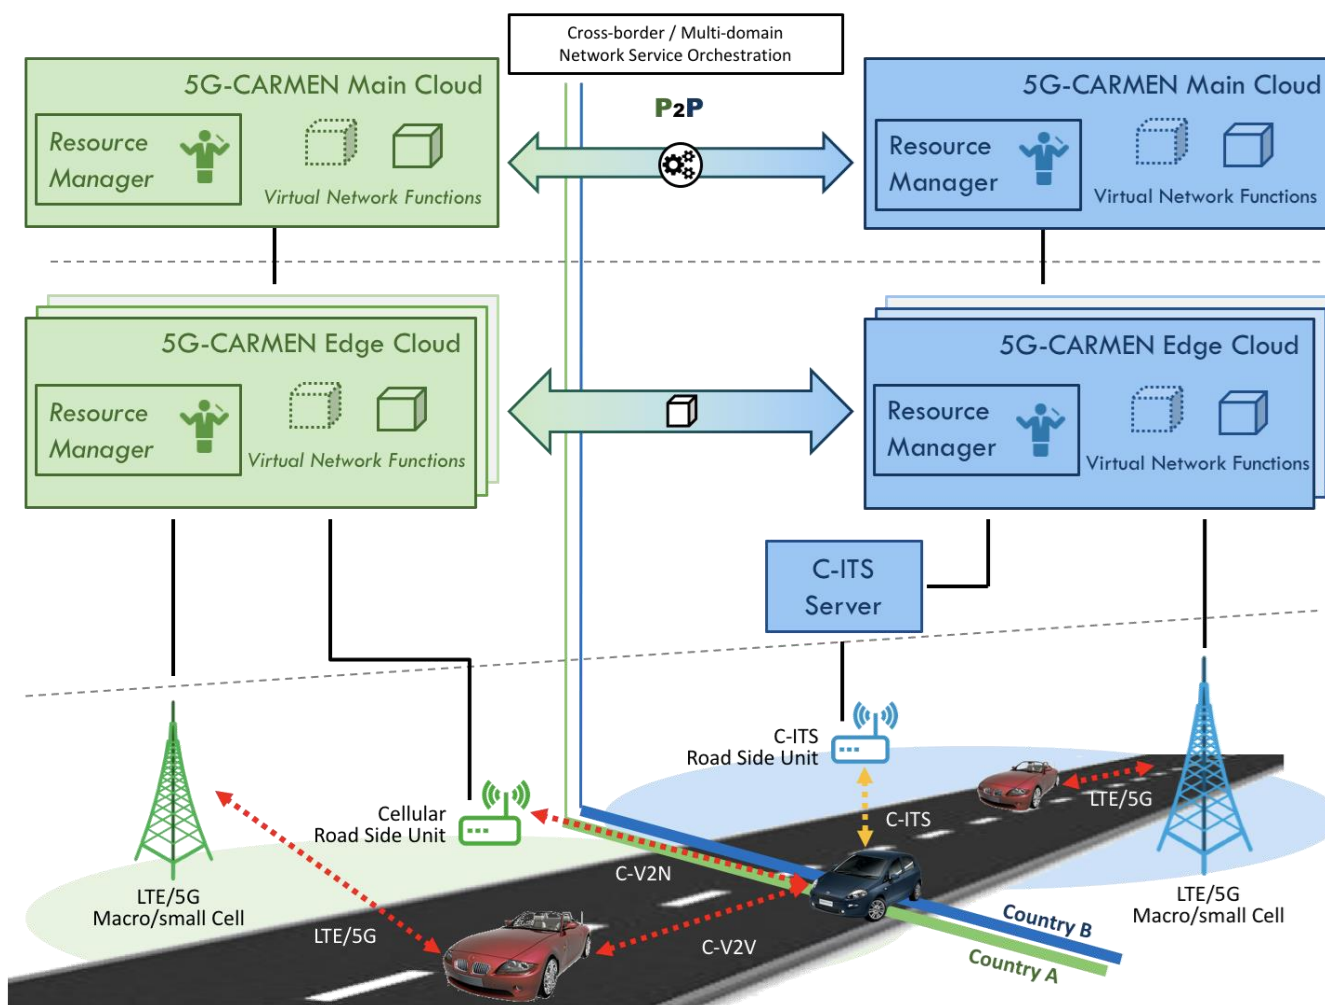 Cross-border / Multi-domain
Network Service Orchestration
5G-CARMEN Main Cloud
Resource
Manager
Virtual Network Functions
P2P
5G-CARMEN Main Cloud
Resource
Manager
Virtual Network Functions
5G-CARMEN Edge Cloud
Resource
Manager
Virtual Network Functions
5G-CARMEN Edge Cloud
Resource
Manager
Virtual Network Functions
C-ITS
Server
C-ITS
Road Side Unit
Cellular
Road Side Unit
LTE/5G
C-ITS
C-V2N
LTE/5G
Macro/small Cell
LTE/5G
Macro/small Cell
LTE/5G
C-V2V
Country B
Country A